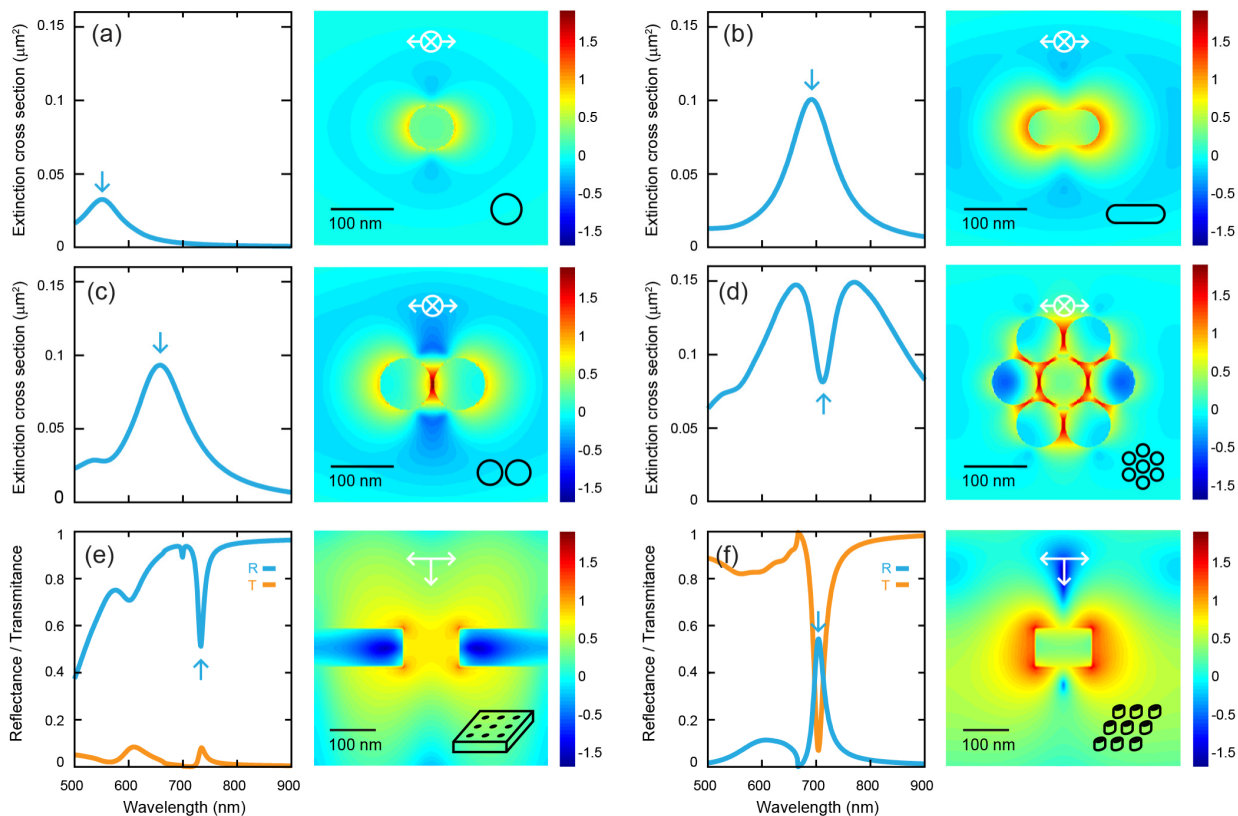 (a)
Extinction cross section (μm²)
0.15
0.1
0.05
0
100 nm
1.5
1
0.5
0
-0.5
-1
-1.5
(b)
Extinction cross section (μm²)
0.15
0.1
0.05
0
100 nm
1.5
1
0.5
0
-0.5
-1
-1.5
(c)
Extinction cross section (μm²)
0.15
0.1
0.05
0
100 nm
1.5
1
0.5
0
-0.5
-1
-1.5
(d)
Extinction cross section (μm²)
0.15
0.1
0.05
0
100 nm
1.5
1
0.5
0
-0.5
-1
-1.5
(e)
Reflectance / Transmitance
1
0.8
0.6
0.4
0.2
0
R
T
500 600 700 800 900
Wavelength (nm)
100 nm
1.5
1
0.5
0
-0.5
-1
-1.5
(f)
Reflectance / Transmitance
1
0.8
0.6
0.4
0.2
0
R
T
500 600 700 800 900
Wavelength (nm)
100 nm
1.5
1
0.5
0
-0.5
-1
-1.5